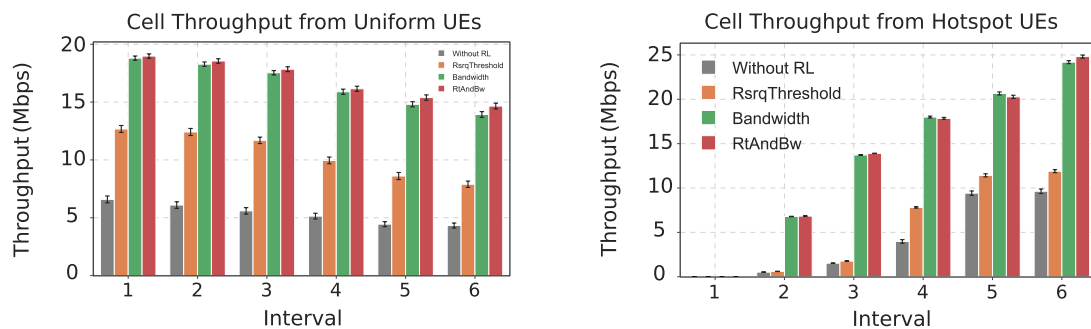 Cell Throughput from Uniform UEs
Throughput (Mbps)
20
15
10
5
0
Without RL
RsrqThreshold
Bandwidth
RtAndBw
1 2 3 4 5 6
Interval
Cell Throughput from Hotspot UEs
Throughput (Mbps)
25
20
15
10
5
0
Without RL
RsrqThreshold
Bandwidth
RtAndBw
1 2 3 4 5 6
Interval